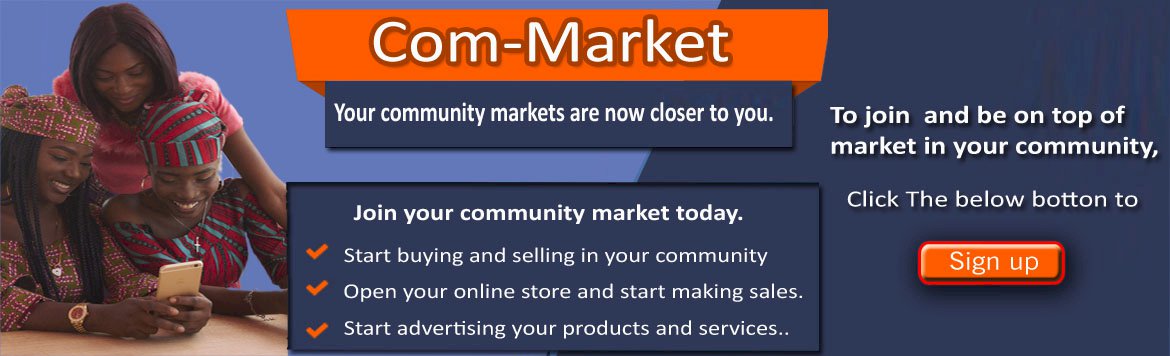 Com-Market
Your community markets are now closer to you.
Join your community market today.
Start buying and selling in your community
Open your online store and start making sales.
Start advertising your products and services..
To join and be on top of
market in your community,
Click The below botton to
Sign up